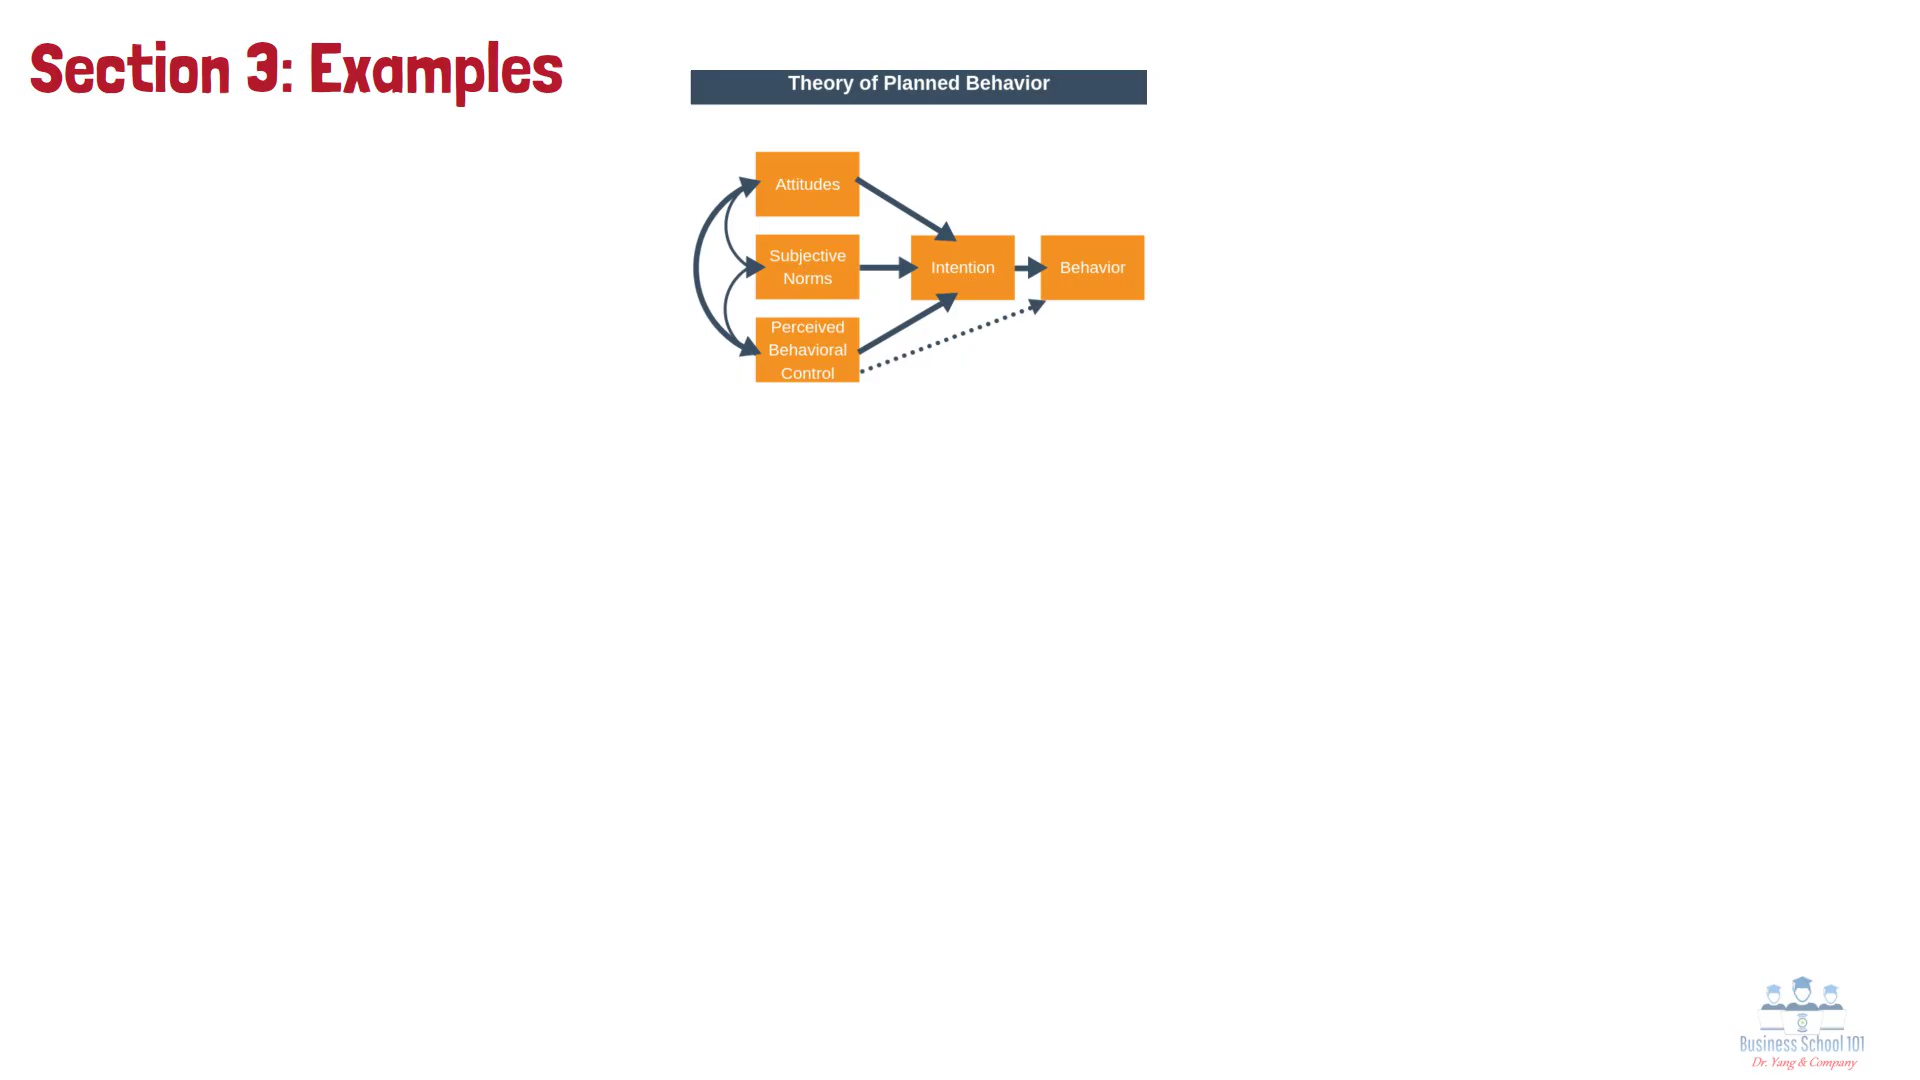 Section 3: Examples
Theory of Planned Behavior
Attitudes
Subjective
Norms
Intention
Behavior
Perceived
Behavioral
Control
Business School 101
Dr. Yang & Company